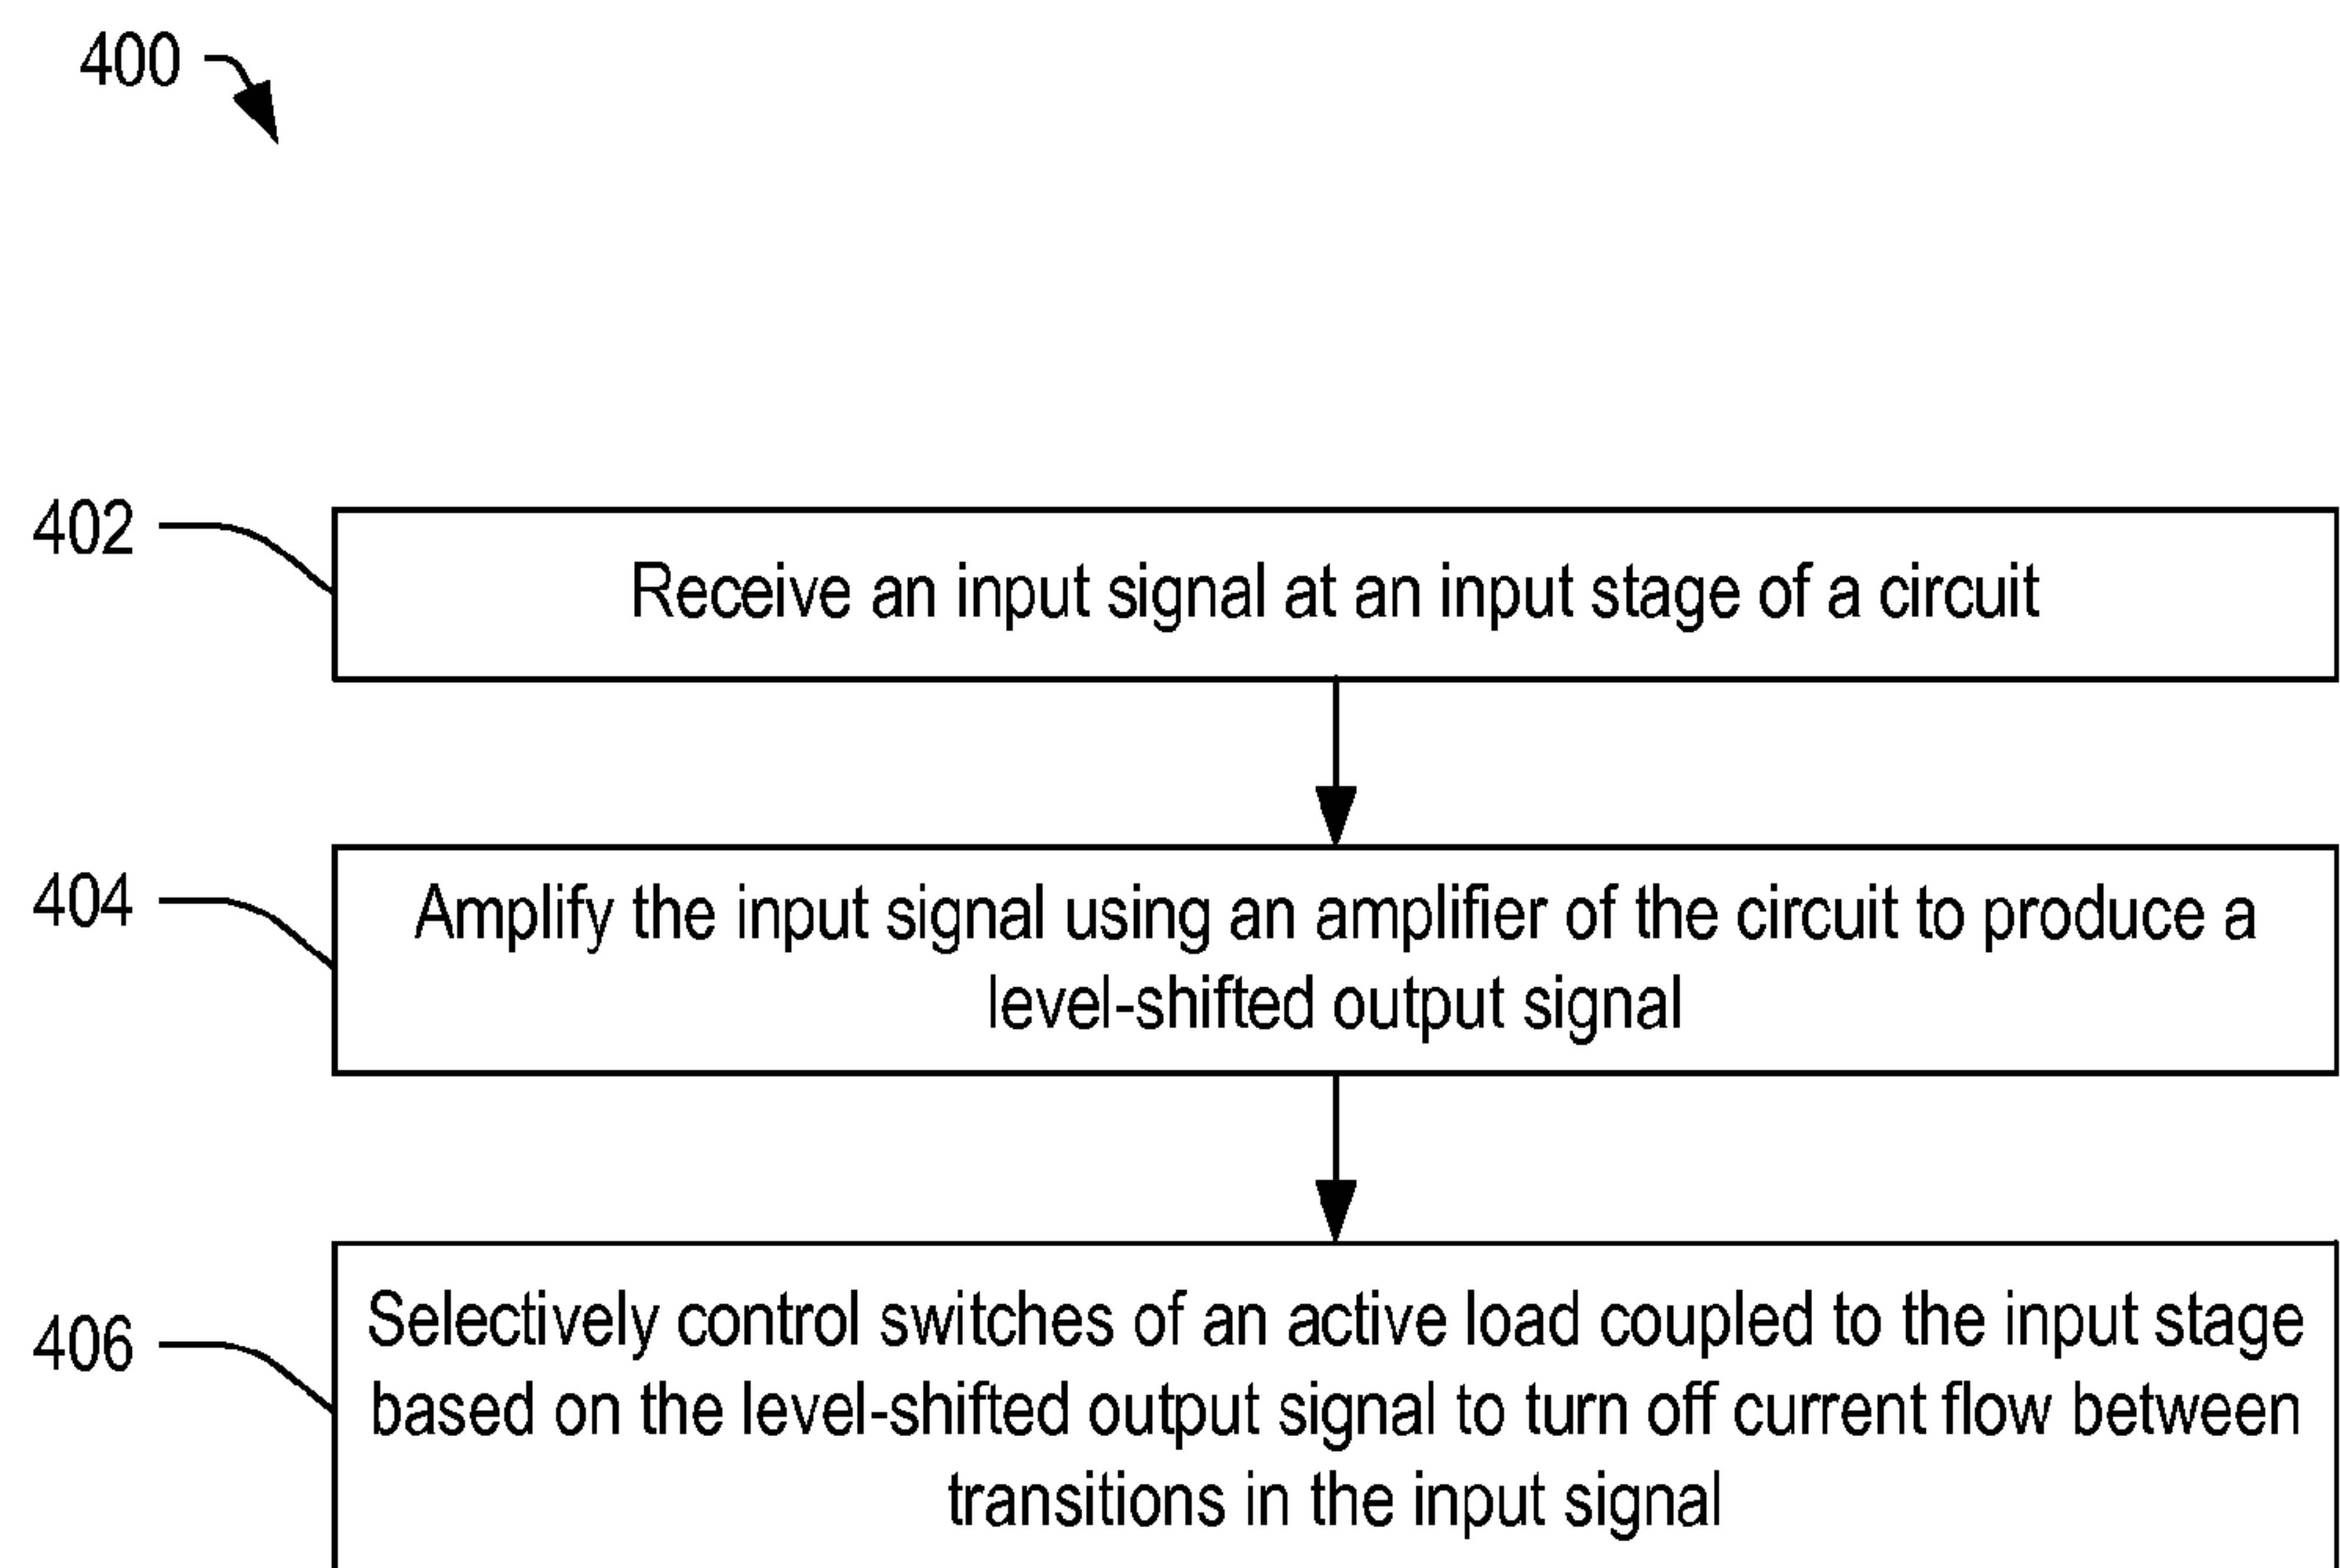 400
402
Receive an input signal at an input stage of a circuit
404
Amplify the input signal using an amplifier of the circuit to produce a
level-shifted output signal
406
Selectively control switches of an active load coupled to the input stage
based on the level-shifted output signal to turn off current flow between
transitions in the input signal